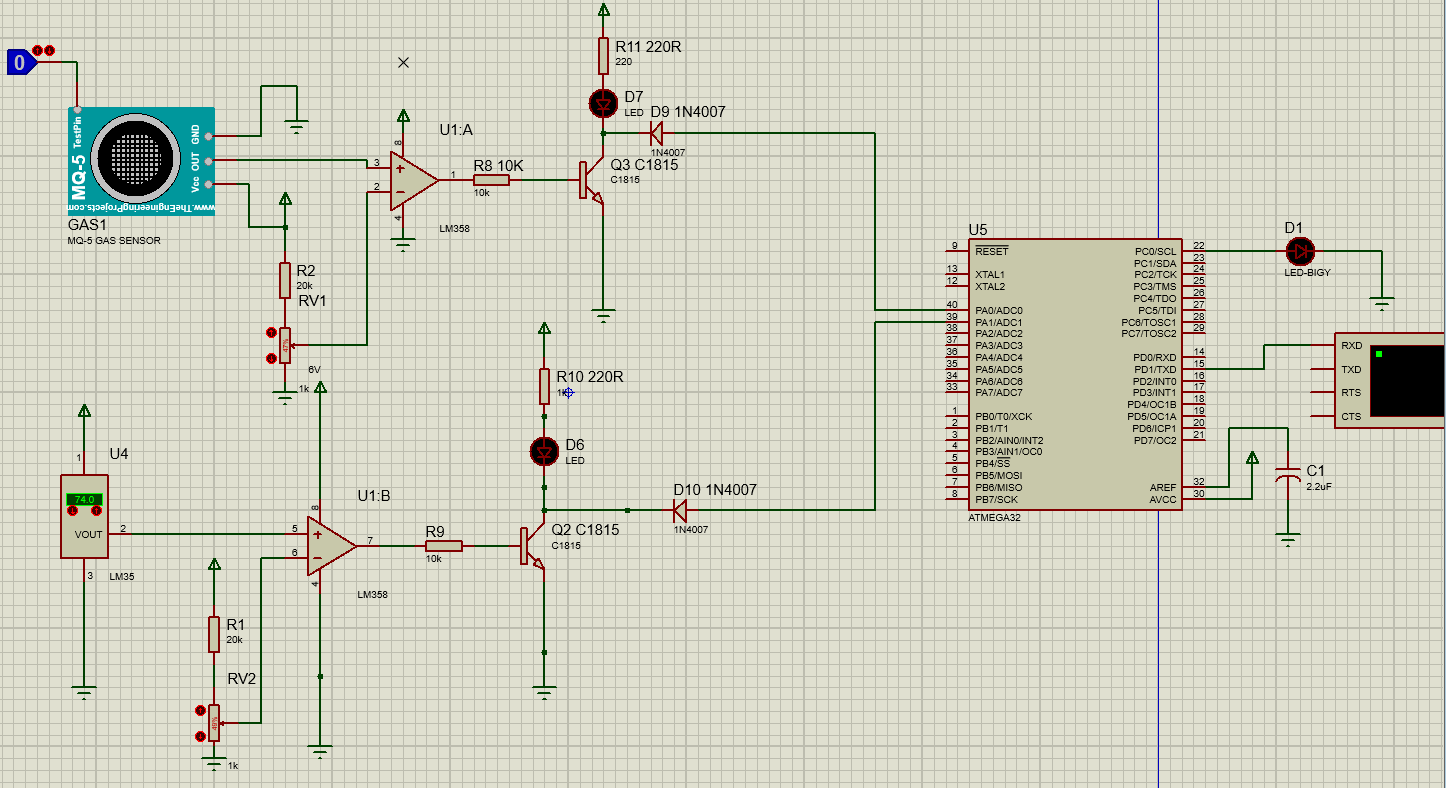 0
TestPin
MQ-5
GND
OUT
Vcc
www.TheEngineeringProjects.com
GAS1
MQ-5 GAS SENSOR
R2
20k
RV1
47%
1k
U1:A
8
3
2
1
4
LM358
R8 10K
10k
R11 220R
220
D7
LED
D9 1N4007
1N4007
Q3 C1815
C1815
6V
U4
1
74.0
VOUT
2
3
LM35
R1
20k
RV2
1k
U1:B
8
5
6
7
4
LM358
R9
10k
R10 220R
D6
LED
D10 1N4007
1N4007
Q2 C1815
C1815
U5
9 RESET
13 XTAL1
12 XTAL2
40 PA0/ADC0
39 PA1/ADC1
38 PA2/ADC2
37 PA3/ADC3
36 PA4/ADC4
35 PA5/ADC5
34 PA6/ADC6
33 PA7/ADC7
1 PB0/T0/XCK
2 PB1/T1
3 PB2/AIN0/INT2
4 PB3/AIN1/OC0
5 PB4/SS
6 PB5/MOSI
7 PB6/MISO
8 PB7/SCK
PC0/SCL 22
PC1/SDA 23
PC2/TCK 24
PC3/TMS 25
PC4/TDO 26
PC5/TDI 27
PC6/TOSC1 28
PC7/TOSC2 29
PD0/RXD 14
PD1/TXD 15
PD2/INT0 16
PD3/INT1 17
PD4/OC1B 18
PD5/OC1A 19
PD6/ICP1 20
PD7/OC2 21
AREF 32
AVCC 30
ATMEGA32
D1
LED-BIGY
RXD
TXD
RTS
CTS
C1
2.2uF